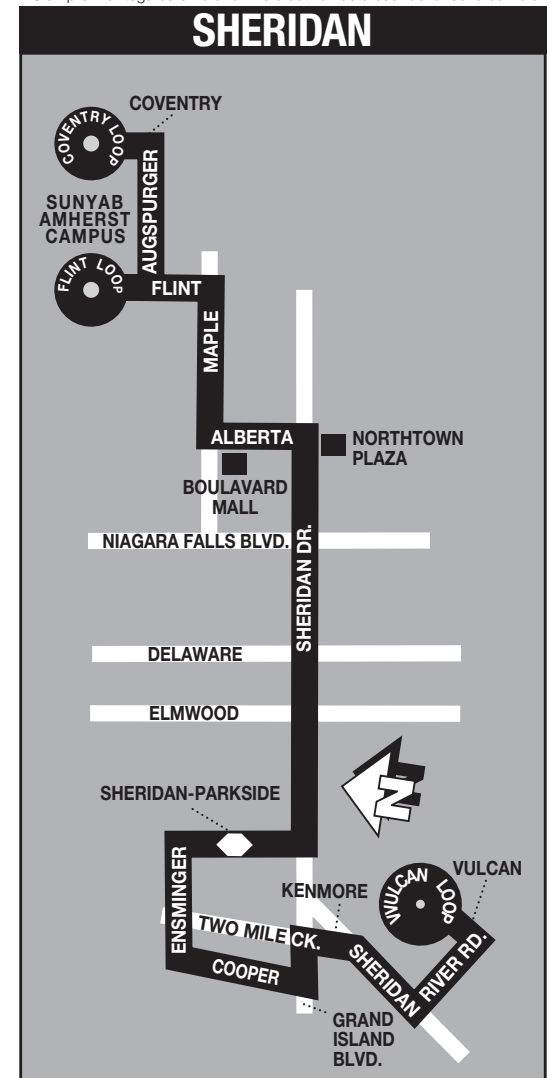 SHERIDAN
COVENTRY
COVENTRY LOOP
AUGSPURGER
SUNYAB
AMHERST
CAMPUS
FLINT LOOP
FLINT
MAPLE
ALBERTA
NORTHTOWN
PLAZA
BOULAVARD
MALL
SHERIDAN DR.
NIAGARA FALLS BLVD.
DELAWARE
ELMWOOD
N
SHERIDAN-PARKSIDE
ENSMINGER
KENMORE
VULCAN
VVULCAN LOOP
TWO MILE CK.
SHERIDAN
RIVER RD.
COOPER
GRAND
ISLAND
BLVD.